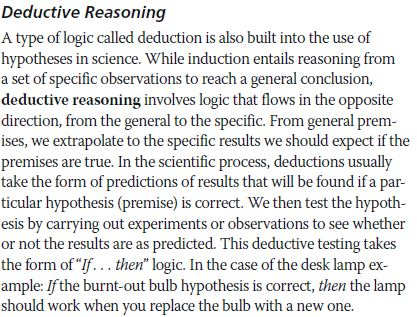 Deductive Reasoning
A type of logic called deduction is also built into the use of
hypotheses in science. While induction entails reasoning from
a set of specific observations to reach a general conclusion,
deductive reasoning involves logic that flows in the opposite
direction, from the general to the specific. From general prem-
ises, we extrapolate to the specific results we should expect if the
premises are true. In the scientific process, deductions usually
take the form of predictions of results that will be found if a par-
ticular hypothesis (premise) is correct. We then test the hypoth-
esis by carrying out experiments or observations to see whether
or not the results are as predicted. This deductive testing takes
the form of “If . . . then” logic. In the case of the desk lamp ex-
ample: If the burnt-out bulb hypothesis is correct, then the lamp
should work when you replace the bulb with a new one.